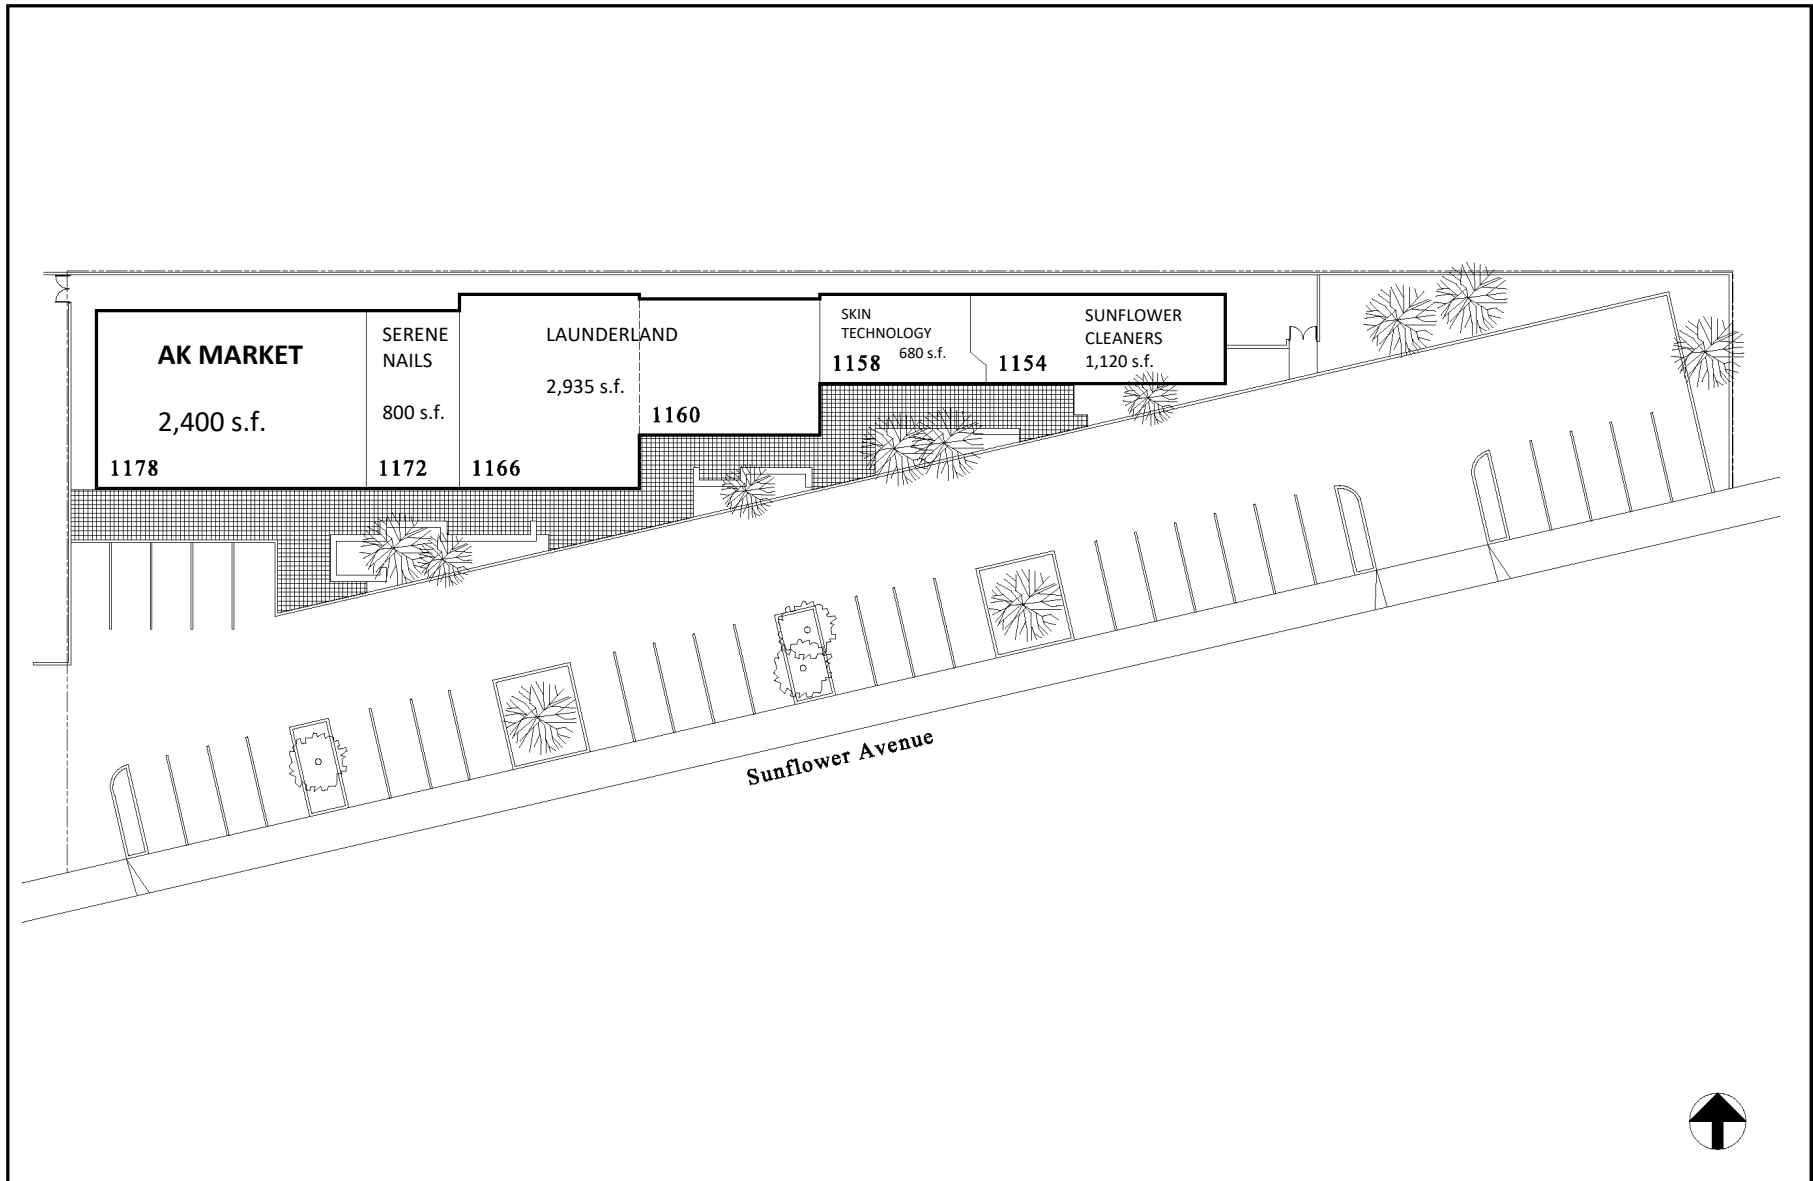 AK MARKET
2,400 s.f.
1178
SERENE
NAILS
800 s.f.
1172
LAUNDERLAND
2,935 s.f.
1166
1160
SKIN
TECHNOLOGY
680 s.f.
1158
SUNFLOWER
CLEANERS
1,120 s.f.
1154
Sunflower Avenue